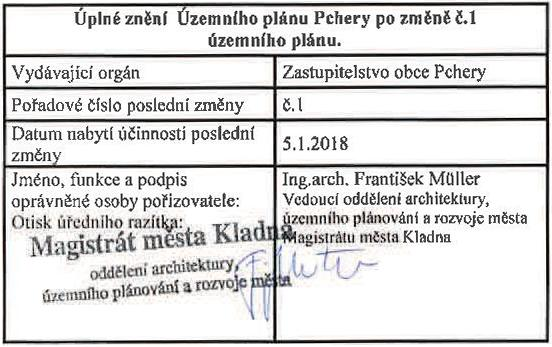 Úplné znění Územního plánu Pchery po změně č.1
územního plánu.
Vydávající orgán
Zastupitelstvo obce Pchery
Pořadové číslo poslední změny
č.1
Datum nabytí účinnosti poslední
změny
5.1.2018
Jméno, funkce a podpis
oprávněné osoby pořizovatele:
Otisk úředního razítka:
Ing.arch. František Müller
Vedoucí oddělení architektury,
územního plánování a rozvoje města
Magistrátu města Kladna
Magistrát města Kladna
oddělení architektury,
územního plánování a rozvoje města